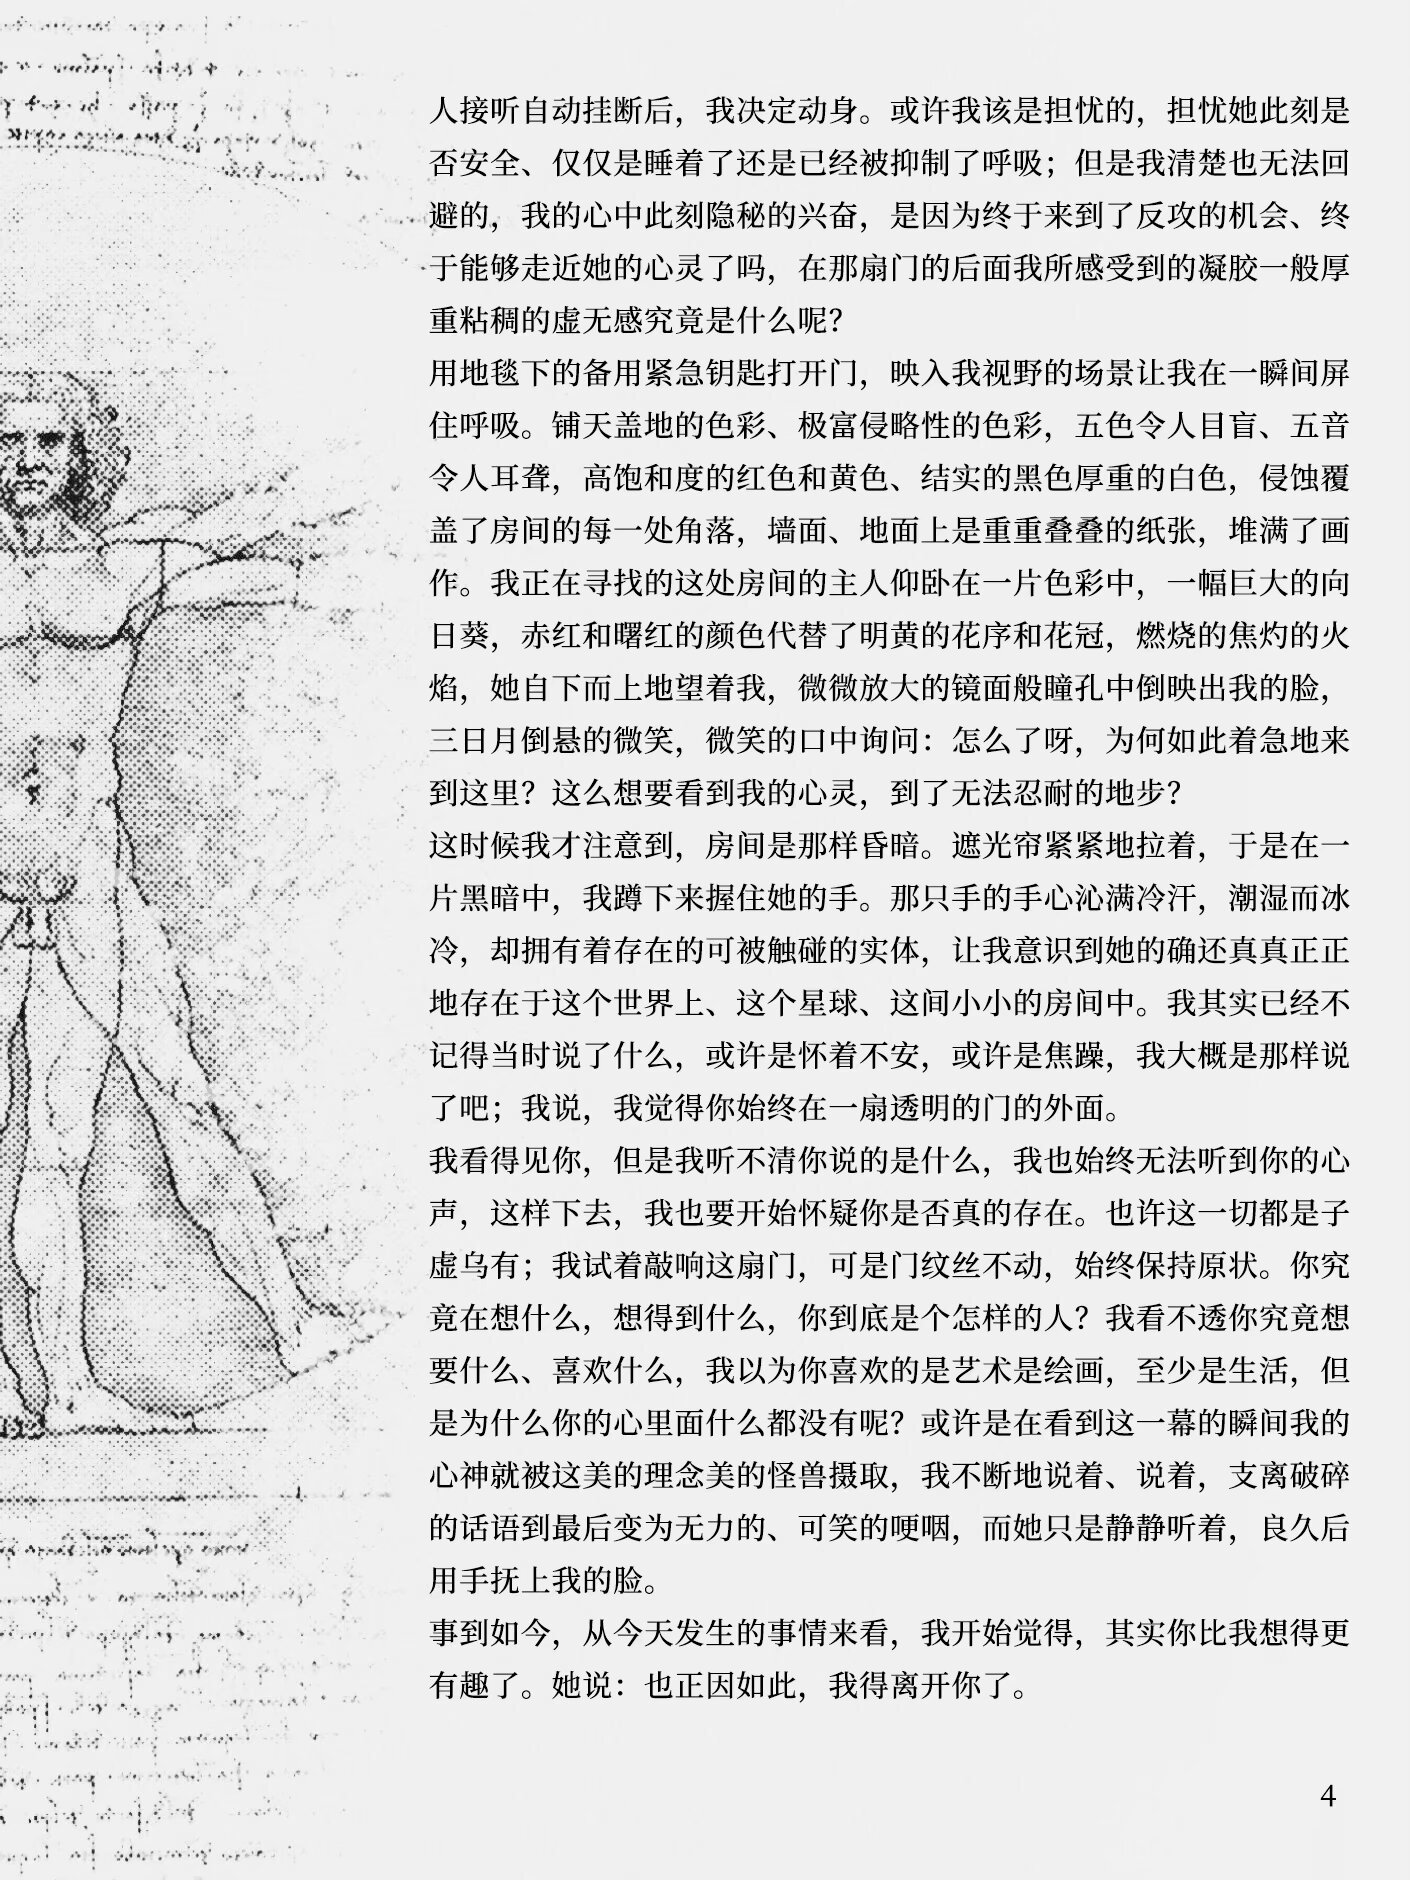 人接听自动挂断后，我决定动身。或许我该是担忧的，担忧她此刻是
否安全、仅仅是睡着了还是已经被抑制了呼吸；但是我清楚也无法回
避的，我的心中此刻隐秘的兴奋，是因为终于来到了反攻的机会、终
于能够走近她的心灵了吗，在那扇门的后面我所感受到的凝胶一般厚
重粘稠的虚无感究竟是什么呢？
用地毯下的备用紧急钥匙打开门，映入我视野的场景让我在一瞬间屏
住呼吸。铺天盖地的色彩、极富侵略性的色彩，五色令人目盲、五音
令人耳聋，高饱和度的红色和黄色、结实的黑色厚重的白色，侵蚀覆
盖了房间的每一处角落，墙面、地面上是重重叠叠的纸张，堆满了画
作。我正在寻找的这处房间的主人仰卧在一片色彩中，一幅巨大的向
日葵，赤红和曙红的颜色代替了明黄的花序和花冠，燃烧的焦灼的火
焰，她自下而上地望着我，微微放大的镜面般瞳孔中倒映出我的脸，
三日月倒悬的微笑，微笑的口中询问：怎么了呀，为何如此着急地来
到这里？这么想要看到我的心灵，到了无法忍耐的地步？
这时候我才注意到，房间是那样昏暗。遮光帘紧紧地拉着，于是在一
片黑暗中，我蹲下来握住她的手。那只手的手心沁满冷汗，潮湿而冰
冷，却拥有着存在的可被触碰的实体，让我意识到她的确还真真正正
地存在于这个世界上、这个星球、这间小小的房间中。我其实已经不
记得当时说了什么，或许是怀着不安，或许是焦躁，我大概是那样说
了吧；我说，我觉得你始终在一扇透明的门的外面。
我看得见你，但是我听不清你说的是什么，我也始终无法听到你的心
声，这样下去，我也要开始怀疑你是否真的存在。也许这一切都是子
虚乌有；我试着敲响这扇门，可是门纹丝不动，始终保持原状。你究
竟在想什么，想得到什么，你到底是个怎样的人？我看不透你究竟想
要什么、喜欢什么，我以为你喜欢的是艺术是绘画，至少是生活，但
是为什么你的心里面什么都没有呢？或许是在看到这一幕的瞬间我的
心神就被这美的理念美的怪兽摄取，我不断地说着、说着，支离破碎
的话语到最后变为无力的、可笑的哽咽，而她只是静静听着，良久后
用手抚上我的脸。
事到如今，从今天发生的事情来看，我开始觉得，其实你比我想得更
有趣了。她说：也正因如此，我得离开你了。
4